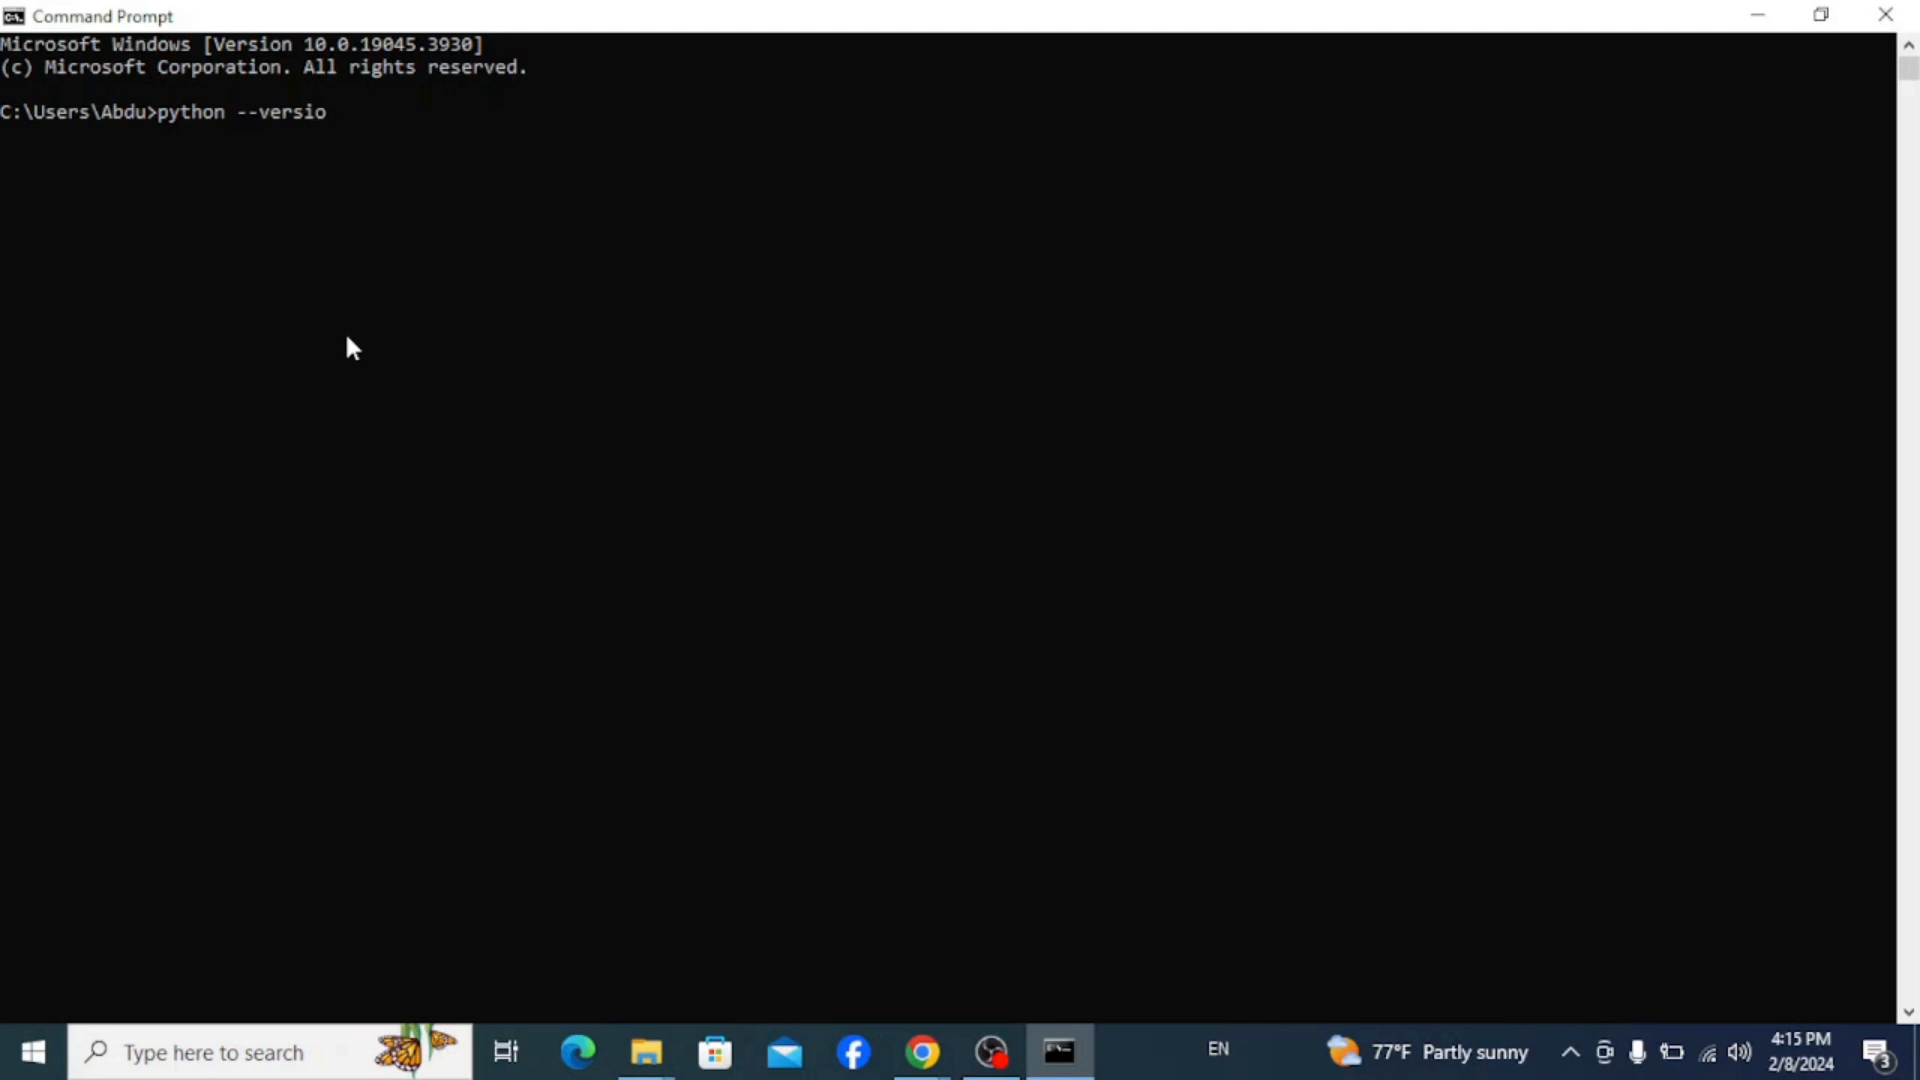 Command Prompt
Microsoft Windows [Version 10.0.19045.3930]
(c) Microsoft Corporation. All rights reserved.
C:\Users\Abdu>python --versio
Type here to search
EN
77°F Partly sunny
4:15 PM
2/8/2024
3